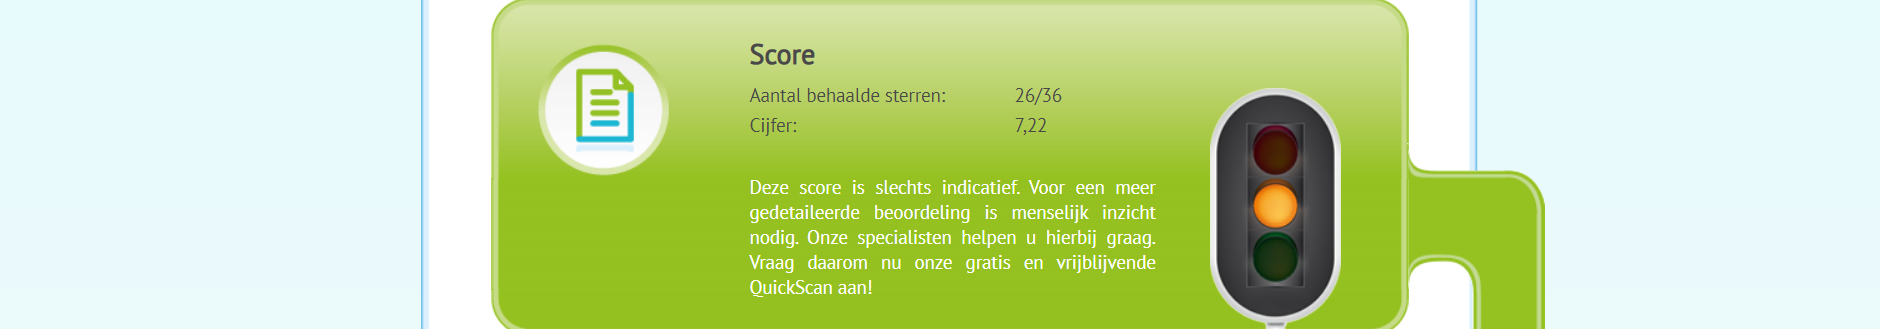 Score
Aantal behaalde sterren: 26/36
Cijfer: 7,22
Deze score is slechts indicatief. Voor een meer
gedetaileerde beoordeling is menselijk inzicht
nodig. Onze specialisten helpen u hierbij graag.
Vraag daarom nu onze gratis en vrijblijvende
QuickScan aan!